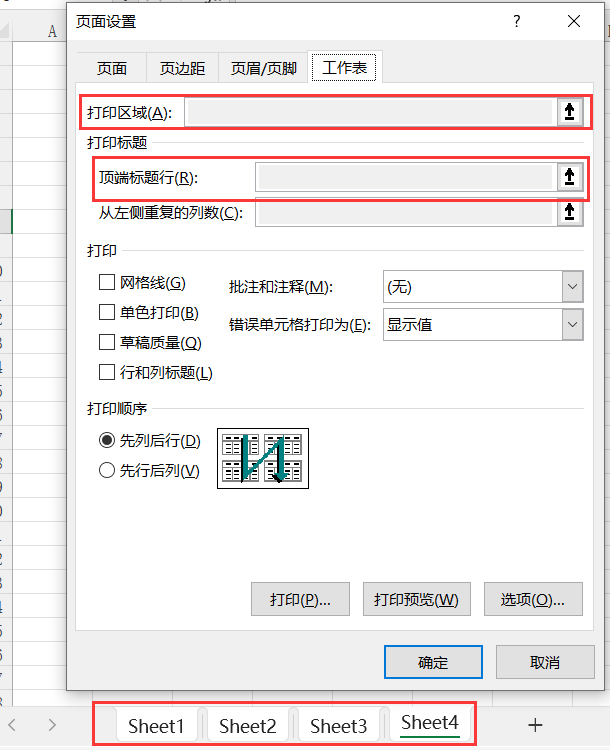 页面设置 ?
A
页面 页边距 页眉/页脚 工作表
打印区域(A):
打印标题
顶端标题行(R):
从左侧重复的列数(C):
打印
网格线(G) 批注和注释(M): (无)
单色打印(B)
错误单元格打印为(E): 显示值
草稿质量(Q)
行和列标题(L)
打印顺序
先列后行(D)
先行后列(V)
打印(P)... 打印预览(W) 选项(O)...
确定 取消
Sheet1 Sheet2 Sheet3 Sheet4 +